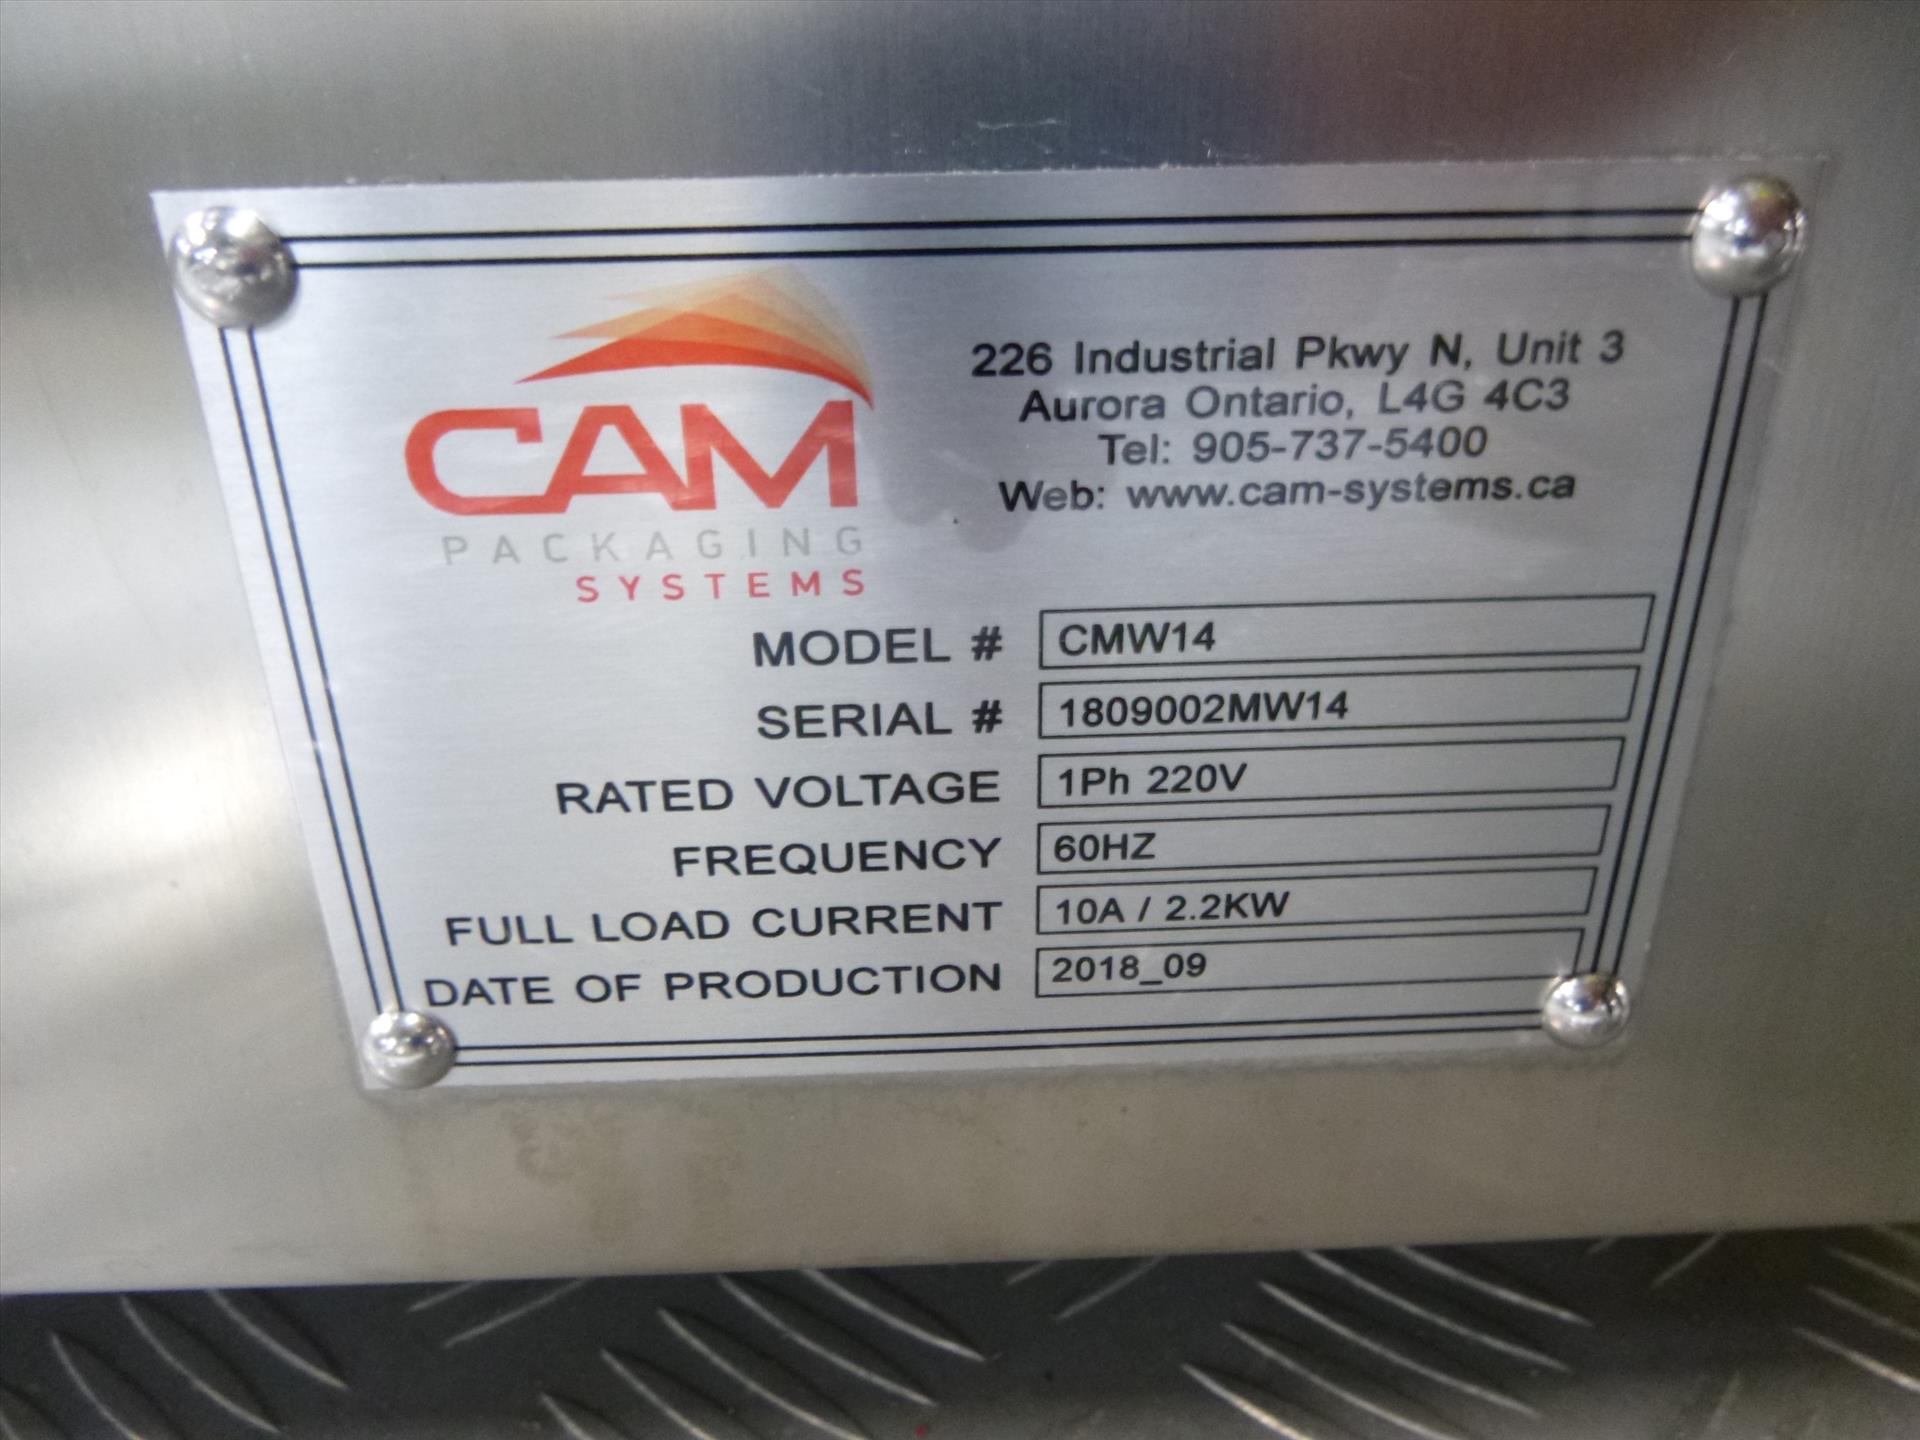 CAM
PACKAGING
SYSTEMS
226 Industrial Pkwy N, Unit 3
Aurora Ontario, L4G 4C3
Tel: 905-737-5400
Web: www.cam-systems.ca
MODEL # CMW14
SERIAL # 1809002MW14
RATED VOLTAGE 1Ph 220V
FREQUENCY 60HZ
FULL LOAD CURRENT 10A / 2.2KW
DATE OF PRODUCTION 2018_09